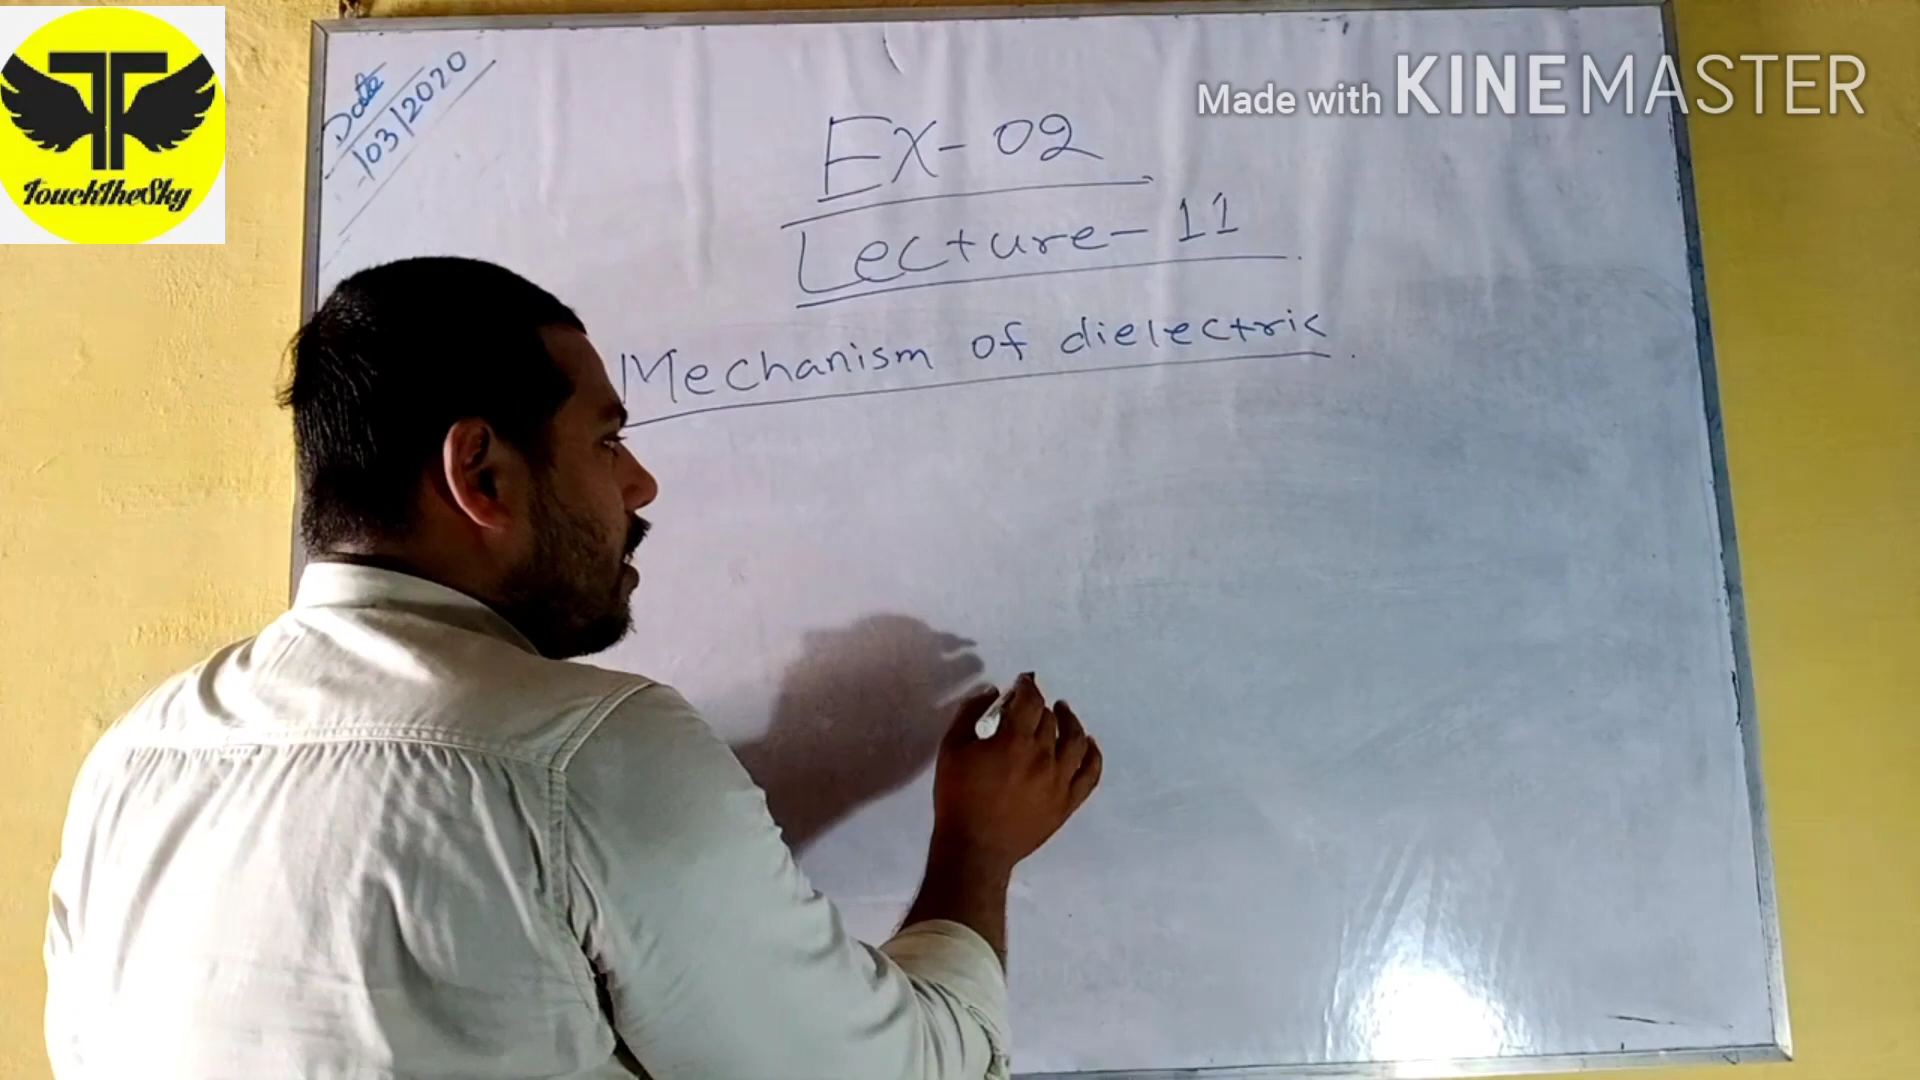 TouchTheSky
Made with KINEMASTER
Date
/03/2020
Ex-02
Lecture-11
Mechanism of dielectric